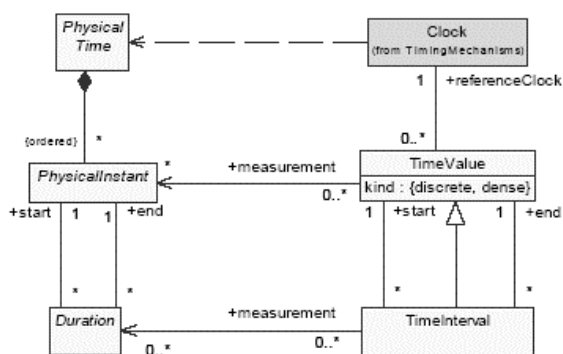 Physical
Time
Clock
(from TimingMechanisms)
1
+referenceClock
{ordered}
*
0..*
PhysicalInstant
*
+measurement
0..*
TimeValue
kind : {discrete, dense}
+start
1
1
+end
1
+start
1
+end
*
*
*
*
Duration
+measurement
0..*
0..*
TimeInterval